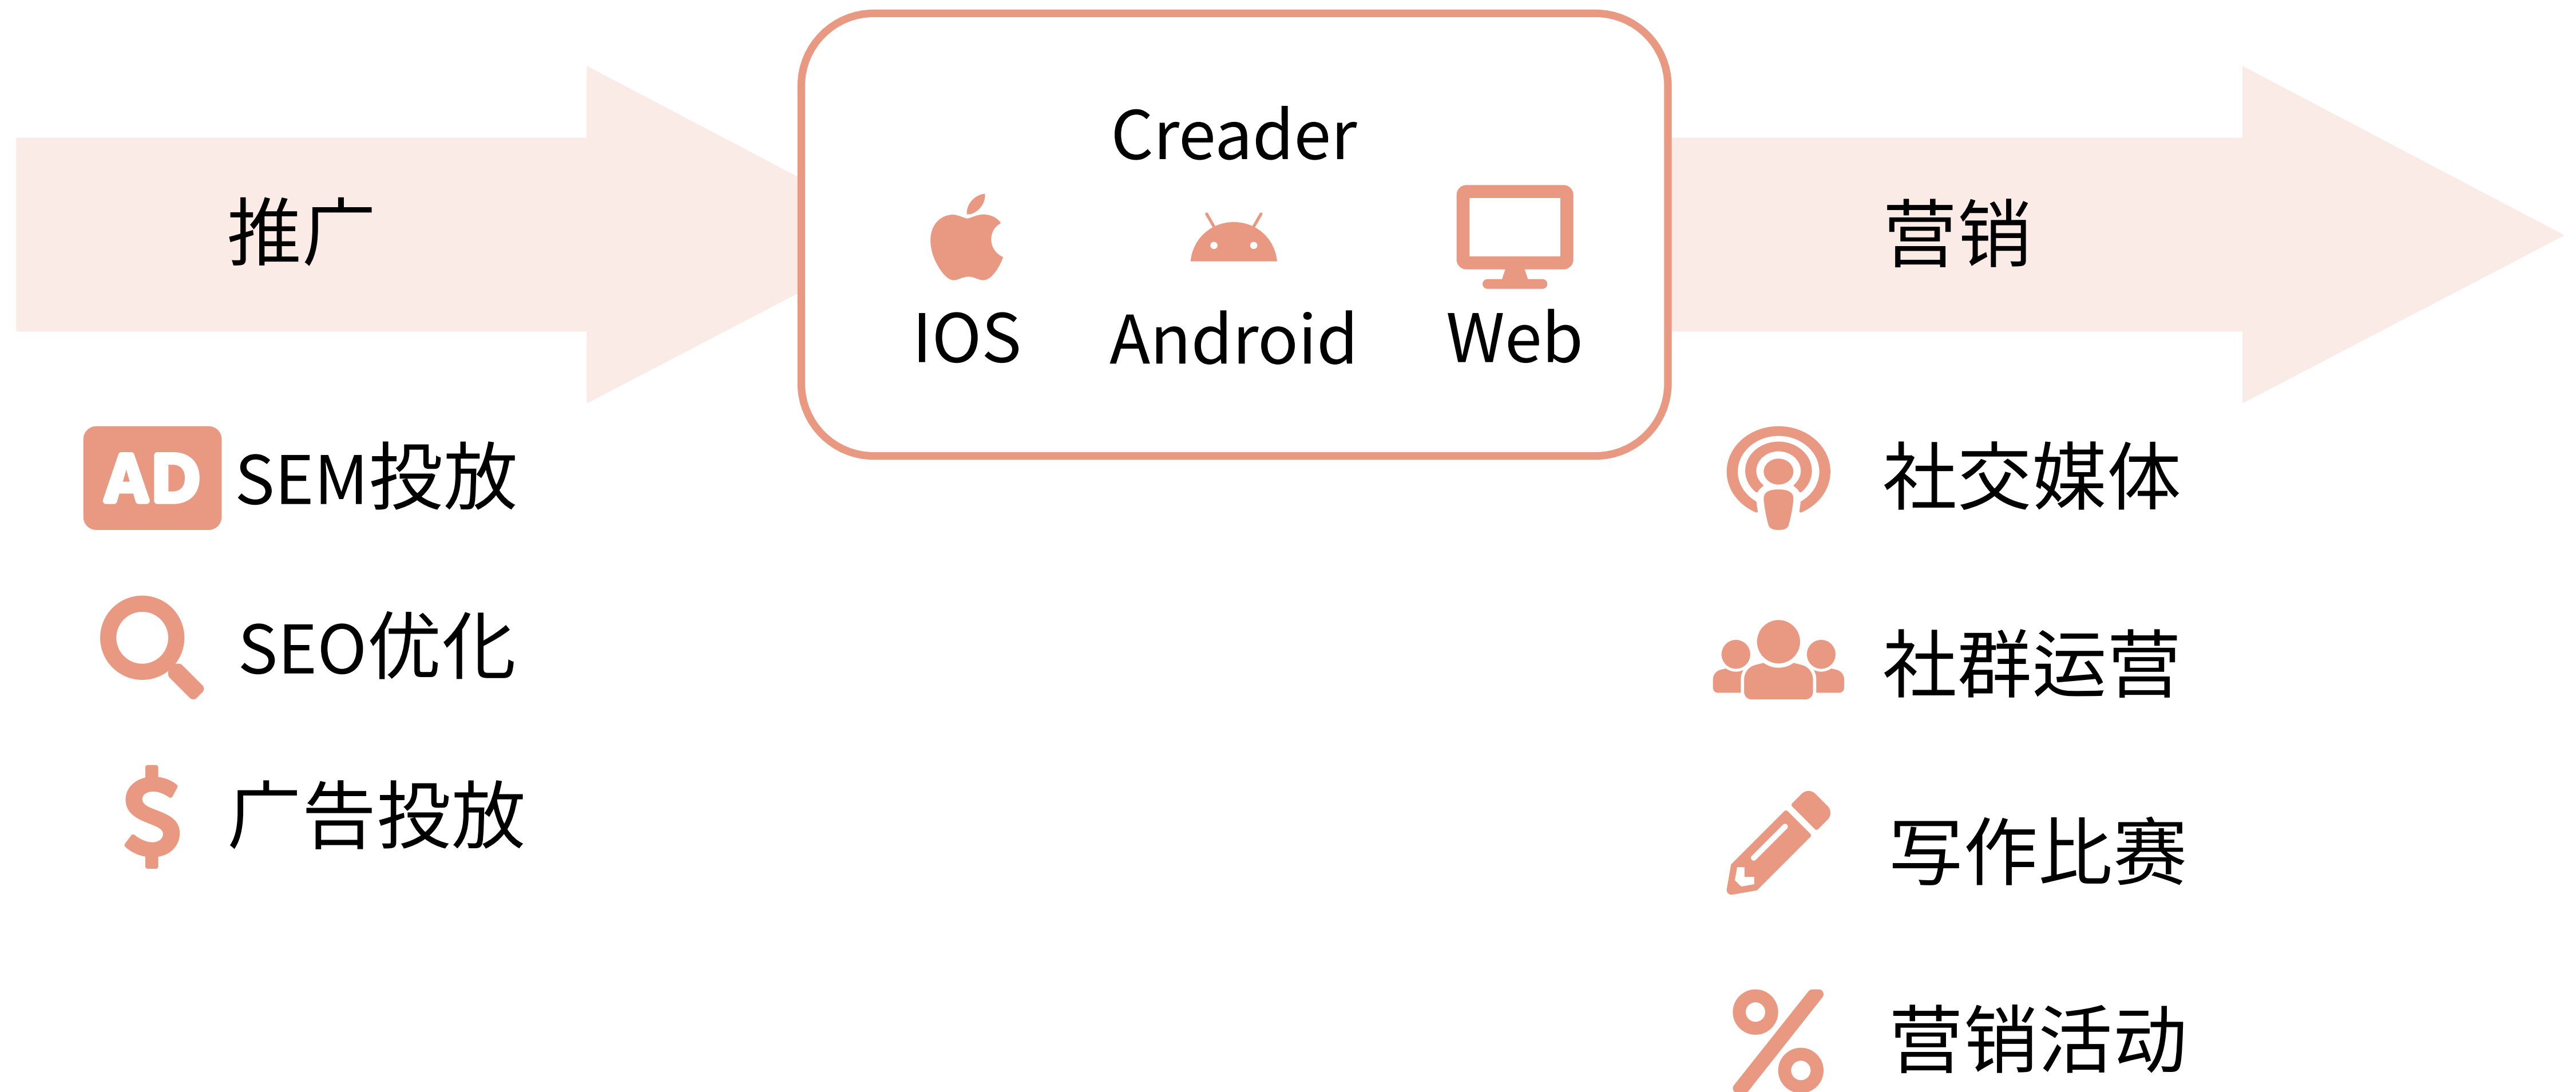 推广
Creader
IOS
Android
Web
营销
AD
SEM投放
SEO优化
$
广告投放
社交媒体
社群运营
写作比赛
%
营销活动